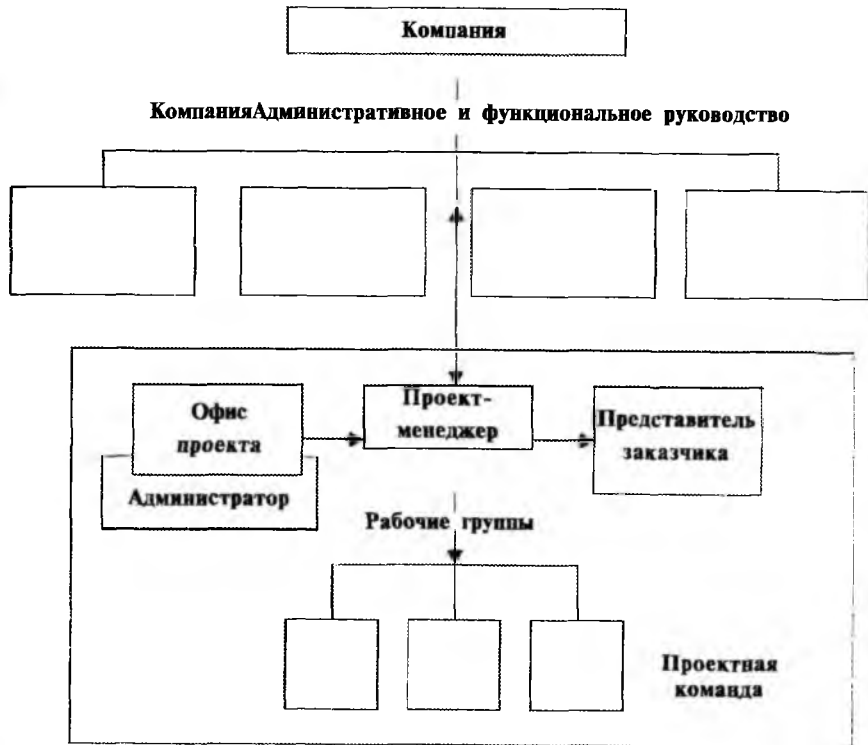 Компания
КомпанияАдминистративное и функциональное руководство
Офис
проекта
Администратор
Проект-
менеджер
Представитель
заказчика
Рабочие группы
Проектная
команда